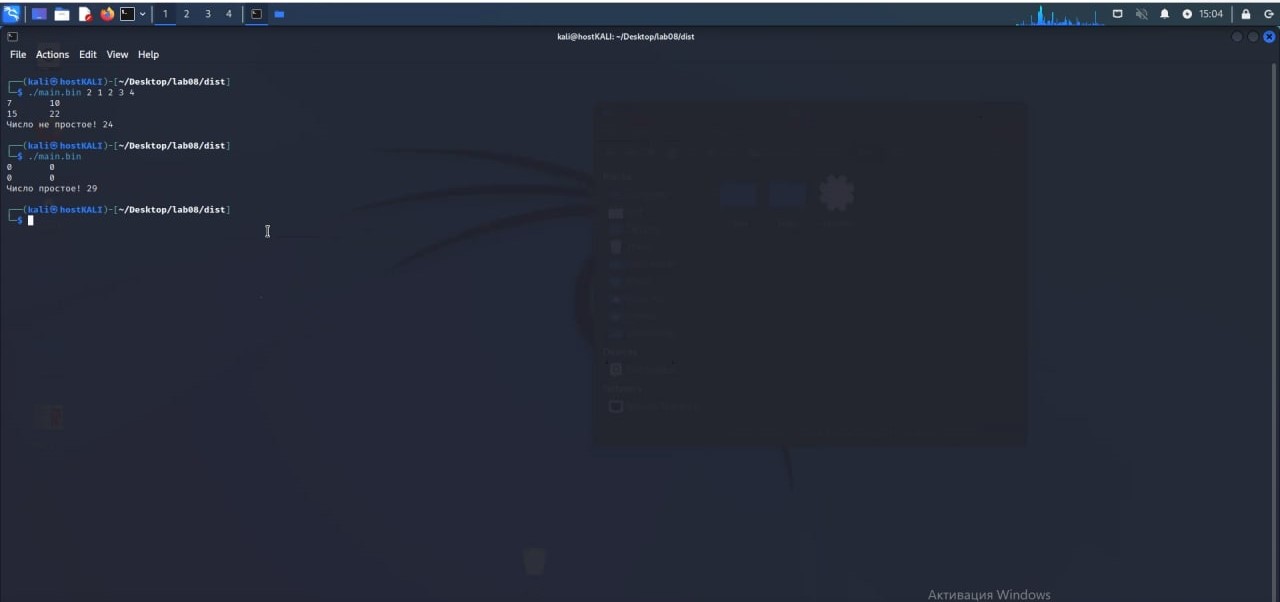 1 2 3 4
15:04
kali@hostKALI: ~/Desktop/lab08/dist
File Actions Edit View Help
┌──(kali㉿hostKALI)-[~/Desktop/lab08/dist]
└─$ ./main.bin 2 1 2 3 4
7 10
15 22
Число не простое! 24
┌──(kali㉿hostKALI)-[~/Desktop/lab08/dist]
└─$ ./main.bin
0 0
0 0
Число простое! 29
┌──(kali㉿hostKALI)-[~/Desktop/lab08/dist]
└─$
Активация Windows